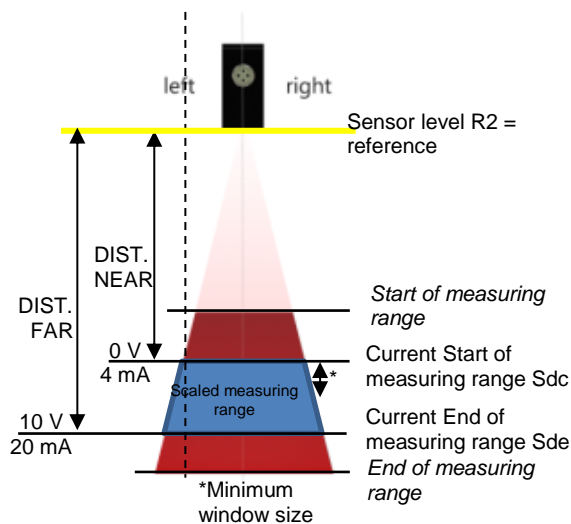 left
right
Sensor level R2 =
reference
DIST.
NEAR
DIST.
FAR
Start of measuring
range
0 V
4 mA
Current Start of
measuring range Sdc
*
Scaled measuring
range
10 V
20 mA
Current End of
measuring range Sde
End of measuring
range
*Minimum
window size